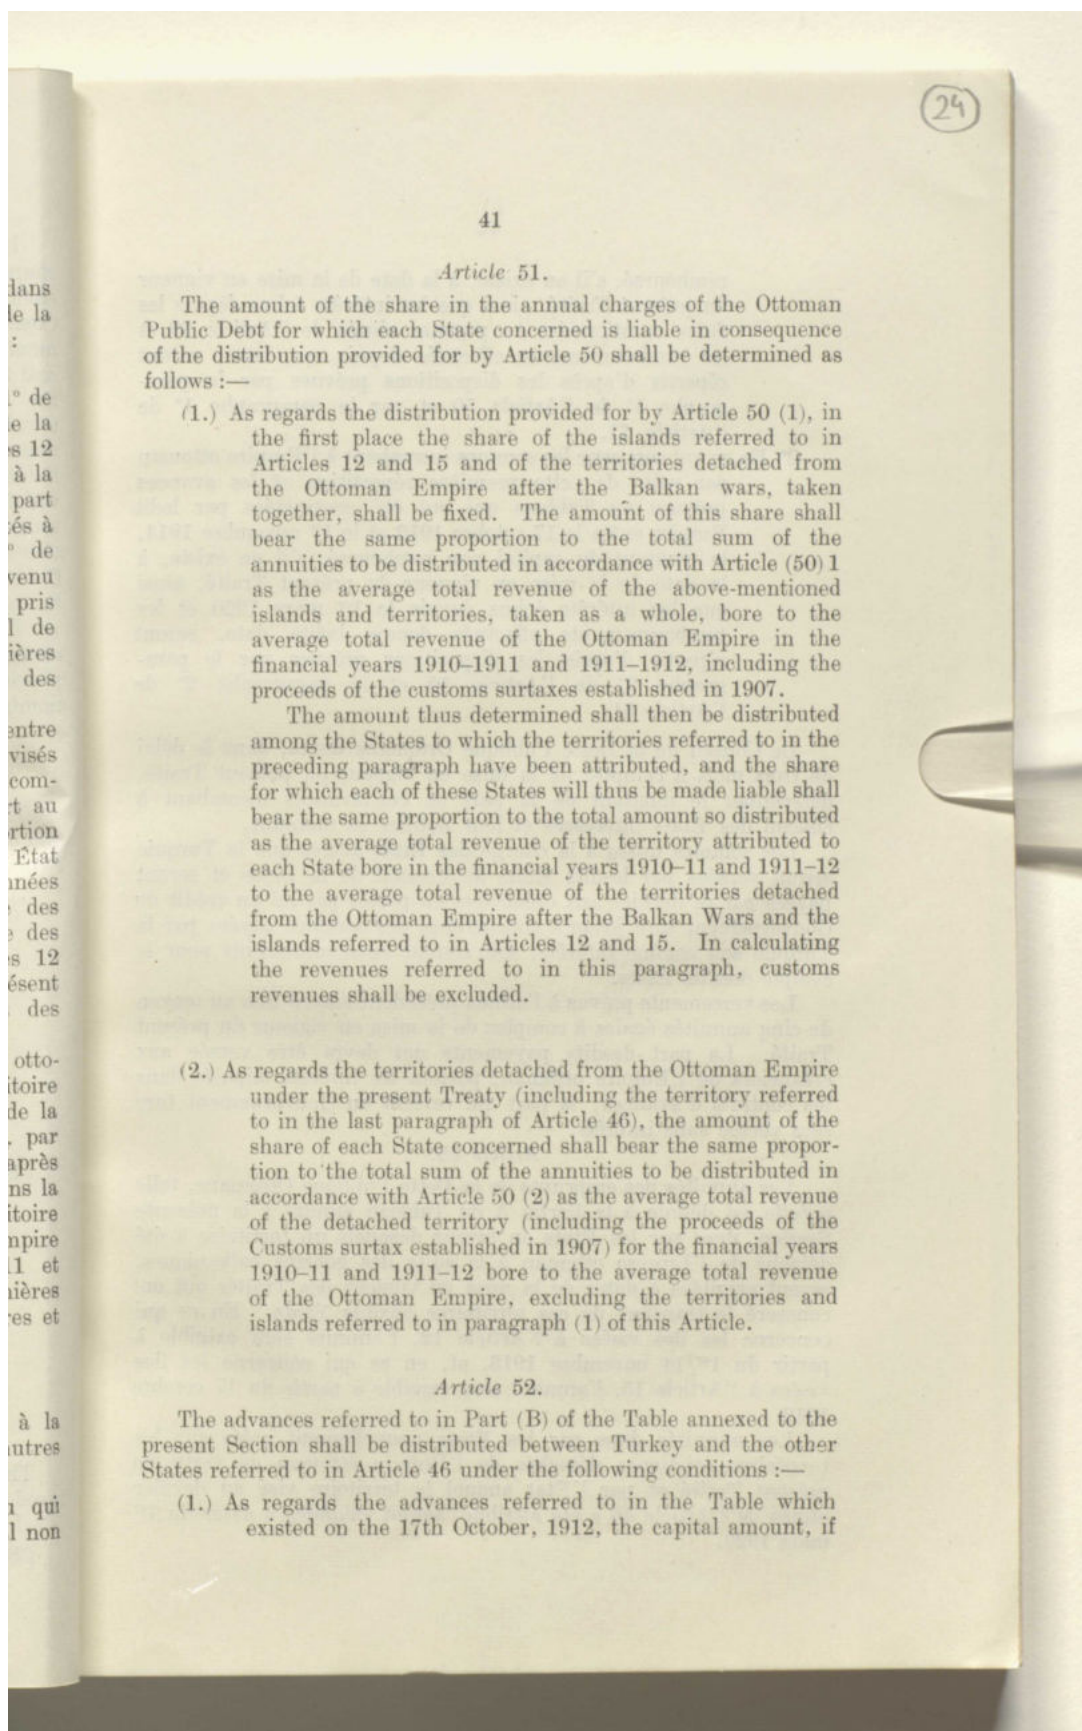 24
41
Article 51.
The amount of the share in the annual charges of the Ottoman
Public Debt for which each State concerned is liable in consequence
of the distribution provided for by Article 50 shall be determined as
follows :—
(1.) As regards the distribution provided for by Article 50 (1), in
the first place the share of the islands referred to in
Articles 12 and 15 and of the territories detached from
the Ottoman Empire after the Balkan wars, taken
together, shall be fixed. The amount of this share shall
bear the same proportion to the total sum of the
annuities to be distributed in accordance with Article (50) 1
as the average total revenue of the above-mentioned
islands and territories, taken as a whole, bore to the
average total revenue of the Ottoman Empire in the
financial years 1910–1911 and 1911–1912, including the
proceeds of the customs surtaxes established in 1907.
The amount thus determined shall then be distributed
among the States to which the territories referred to in the
preceding paragraph have been attributed, and the share
for which each of these States will thus be made liable shall
bear the same proportion to the total amount so distributed
as the average total revenue of the territory attributed to
each State bore in the financial years 1910–11 and 1911–12
to the average total revenue of the territories detached
from the Ottoman Empire after the Balkan Wars and the
islands referred to in Articles 12 and 15. In calculating
the revenues referred to in this paragraph, customs
revenues shall be excluded.
(2.) As regards the territories detached from the Ottoman Empire
under the present Treaty (including the territory referred
to in the last paragraph of Article 46), the amount of the
share of each State concerned shall bear the same propor-
tion to the total sum of the annuities to be distributed in
accordance with Article 50 (2) as the average total revenue
of the detached territory (including the proceeds of the
Customs surtax established in 1907) for the financial years
1910–11 and 1911–12 bore to the average total revenue
of the Ottoman Empire, excluding the territories and
islands referred to in paragraph (1) of this Article.
Article 52.
The advances referred to in Part (B) of the Table annexed to the
present Section shall be distributed between Turkey and the other
States referred to in Article 46 under the following conditions :—
(1.) As regards the advances referred to in the Table which
existed on the 17th October, 1912, the capital amount, if